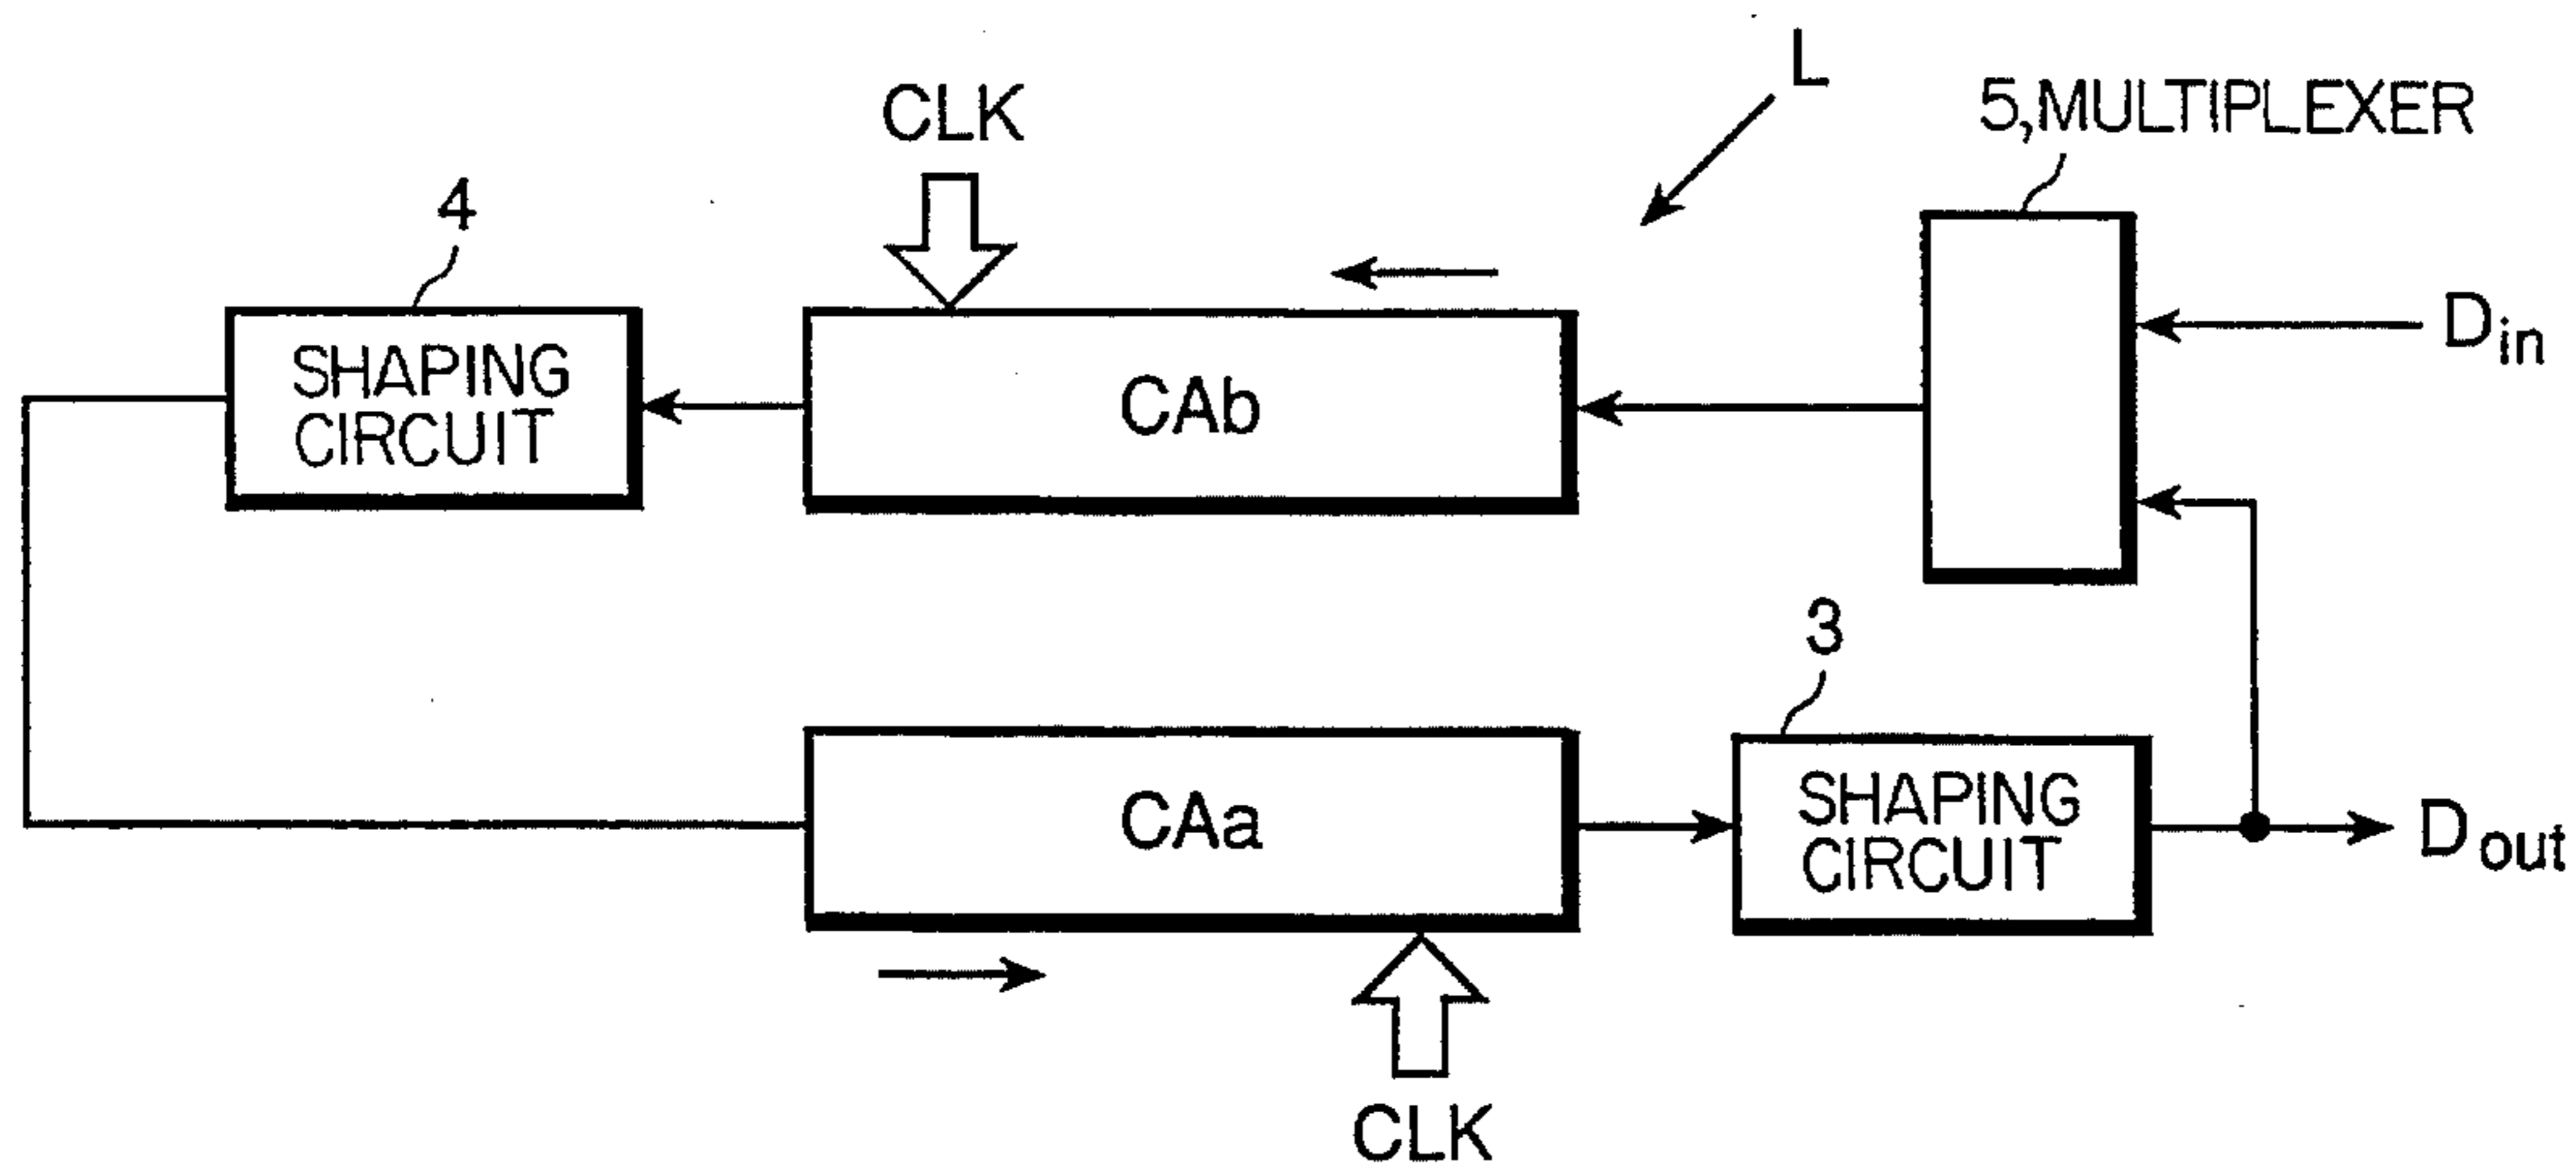 L
5,MULTIPLEXER
CLK
4
SHAPING
CIRCUIT
CAb
Din
3
CAa
SHAPING
CIRCUIT
Dout
CLK